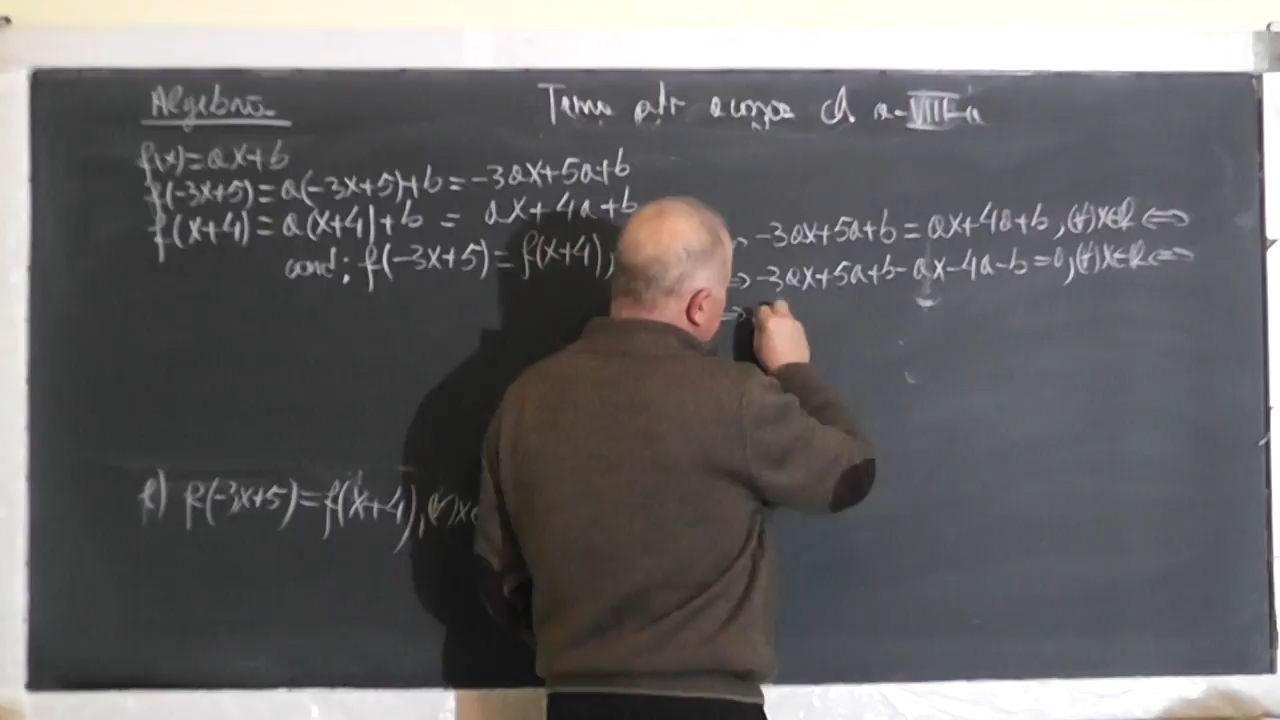 Algebra
Tema ptr acasa cl a-VIII-a
f(x)=ax+b
f(-3x+5)=a(-3x+5)+b=-3ax+5a+b
f(x+4)=a(x+4)+b = ax+4a+b
cond: f(-3x+5)=f(x+4),
-3ax+5a+b=ax+4a+b,(∀)x∈R ⇔
⇔ -3ax+5a+b-ax-4a-b=0,(∀)x∈R ⇔
⇔
f) f(-3x+5)=f(x+4),(∀)x∈